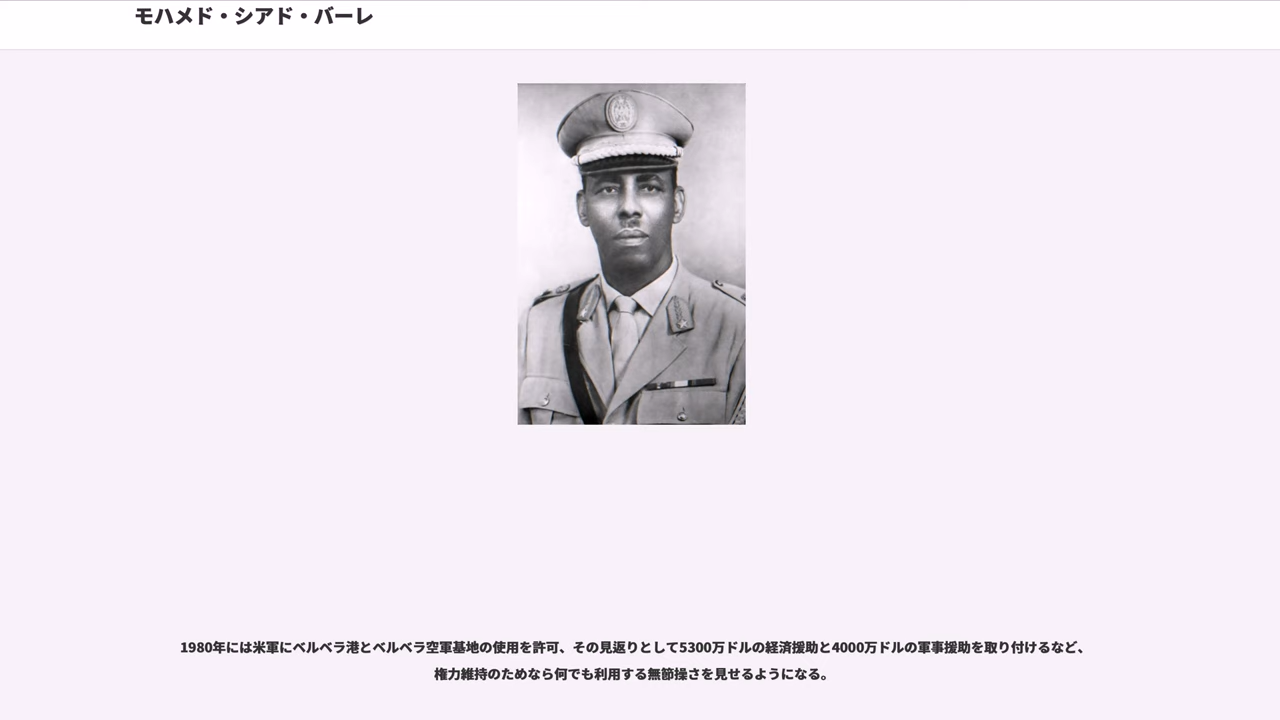 モハメド・シアド・バーレ
1980年には米軍にベルベラ港とベルベラ空軍基地の使用を許可、その見返りとして5300万ドルの経済援助と4000万ドルの軍事援助を取り付けるなど、
権力維持のためなら何でも利用する無節操さを見せるようになる。